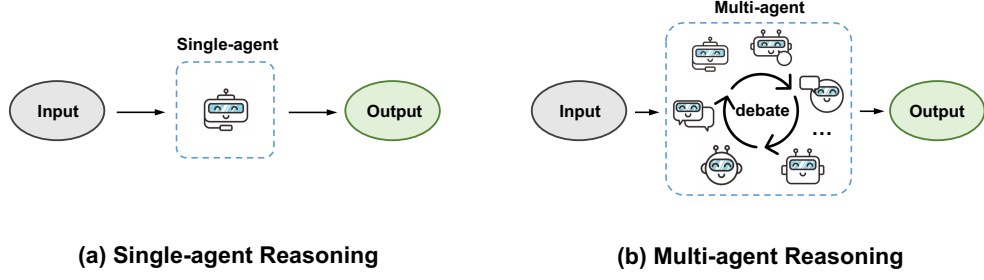 Single-agent
Input
Output
(a) Single-agent Reasoning
Multi-agent
Input
debate
...
Output
(b) Multi-agent Reasoning